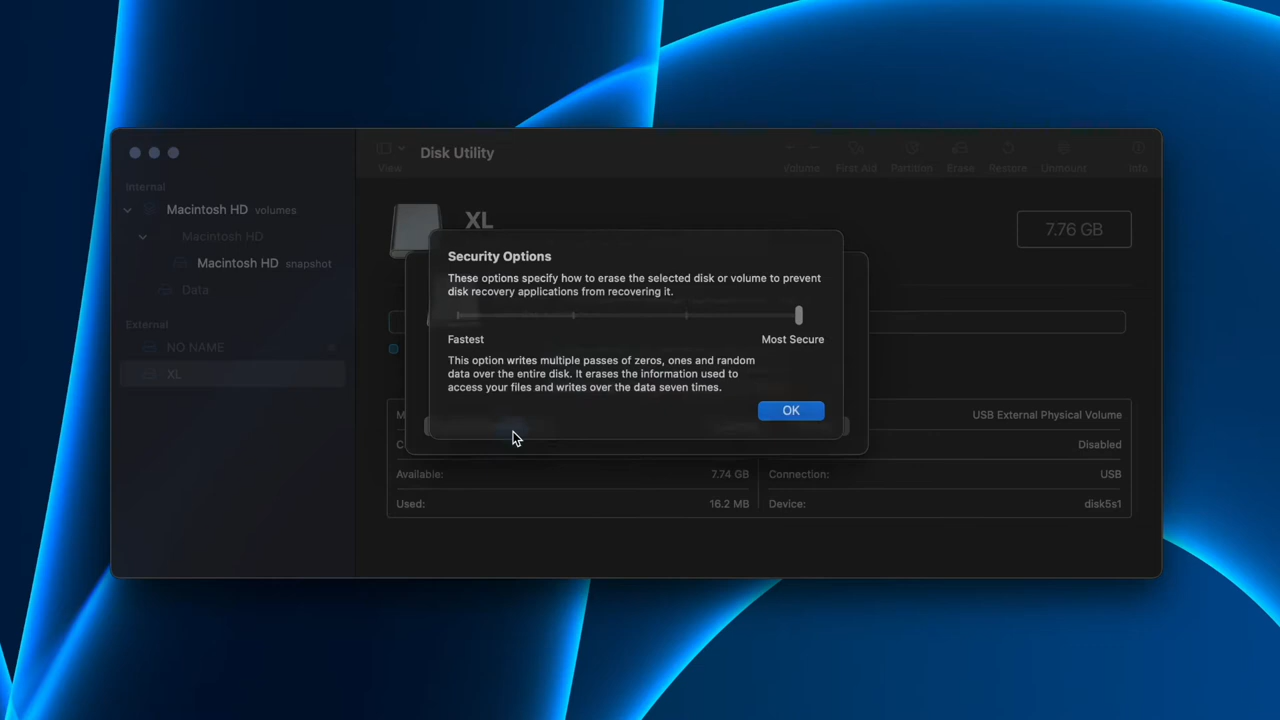 Disk Utility
View
Volume
First Aid
Partition
Erase
Restore
Unmount
Info
Internal
Macintosh HD volumes
Macintosh HD
Macintosh HD snapshot
Data
External
NO NAME
XL
XL
7.76 GB
Security Options
These options specify how to erase the selected disk or volume to prevent
disk recovery applications from recovering it.
Fastest
Most Secure
This option writes multiple passes of zeros, ones and random
data over the entire disk. It erases the information used to
access your files and writes over the data seven times.
OK
USB External Physical Volume
Disabled
Available:
7.74 GB
Connection:
USB
Used:
16.2 MB
Device:
disk5s1